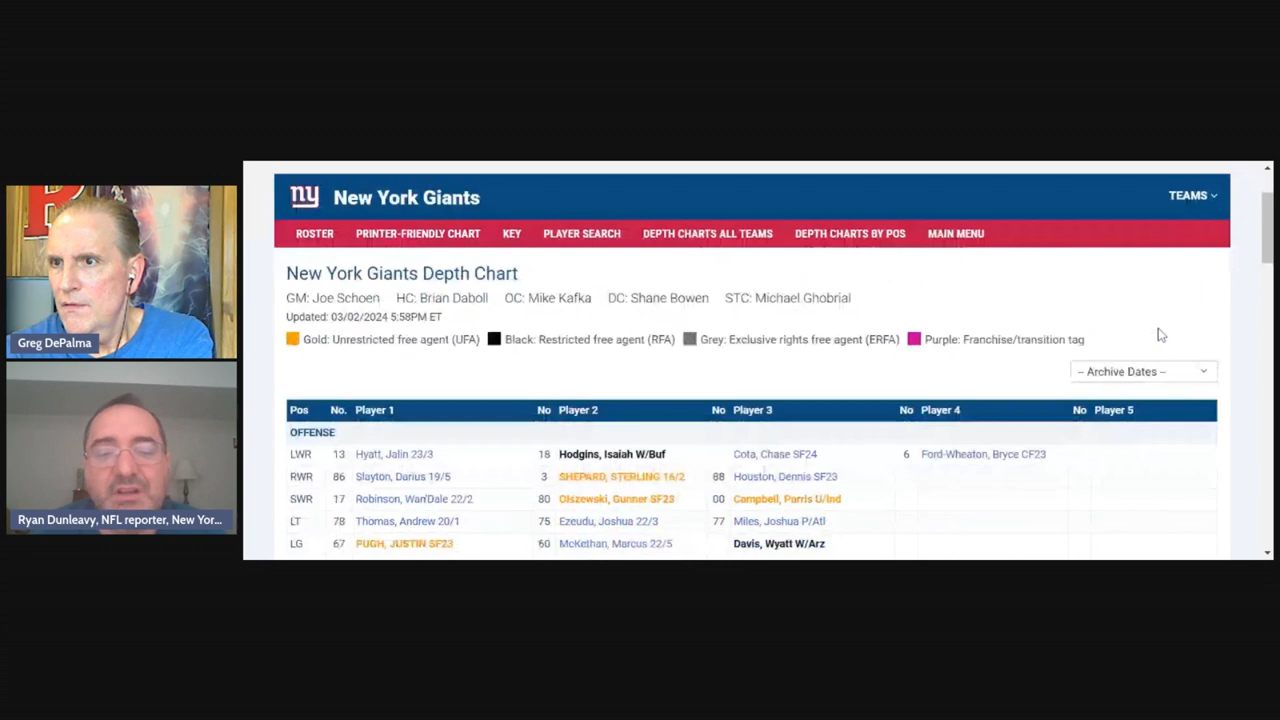 Greg DePalma
Ryan Dunleavy, NFL reporter, New Yor...
ny New York Giants TEAMS
ROSTER PRINTER-FRIENDLY CHART KEY PLAYER SEARCH DEPTH CHARTS ALL TEAMS DEPTH CHARTS BY POS MAIN MENU
New York Giants Depth Chart
GM: Joe Schoen HC: Brian Daboll OC: Mike Kafka DC: Shane Bowen STC: Michael Ghobrial
Updated: 03/02/2024 5:58PM ET
Gold: Unrestricted free agent (UFA) Black: Restricted free agent (RFA) Grey: Exclusive rights free agent (ERFA) Purple: Franchise/transition tag
-- Archive Dates --
Pos No. Player 1 No Player 2 No Player 3 No Player 4 No Player 5
OFFENSE
LWR 13 Hyatt, Jalin 23/3 18 Hodgins, Isaiah W/Buf Cota, Chase SF24 6 Ford-Wheaton, Bryce CF23
RWR 86 Slayton, Darius 19/5 3 SHEPARD, STERLING 16/2 88 Houston, Dennis SF23
SWR 17 Robinson, Wan'Dale 22/2 80 Olszewski, Gunner SF23 00 Campbell, Parris U/Ind
LT 78 Thomas, Andrew 20/1 75 Ezeudu, Joshua 22/3 77 Miles, Joshua P/Atl
LG 67 PUGH, JUSTIN SF23 60 McKethan, Marcus 22/5 Davis, Wyatt W/Arz